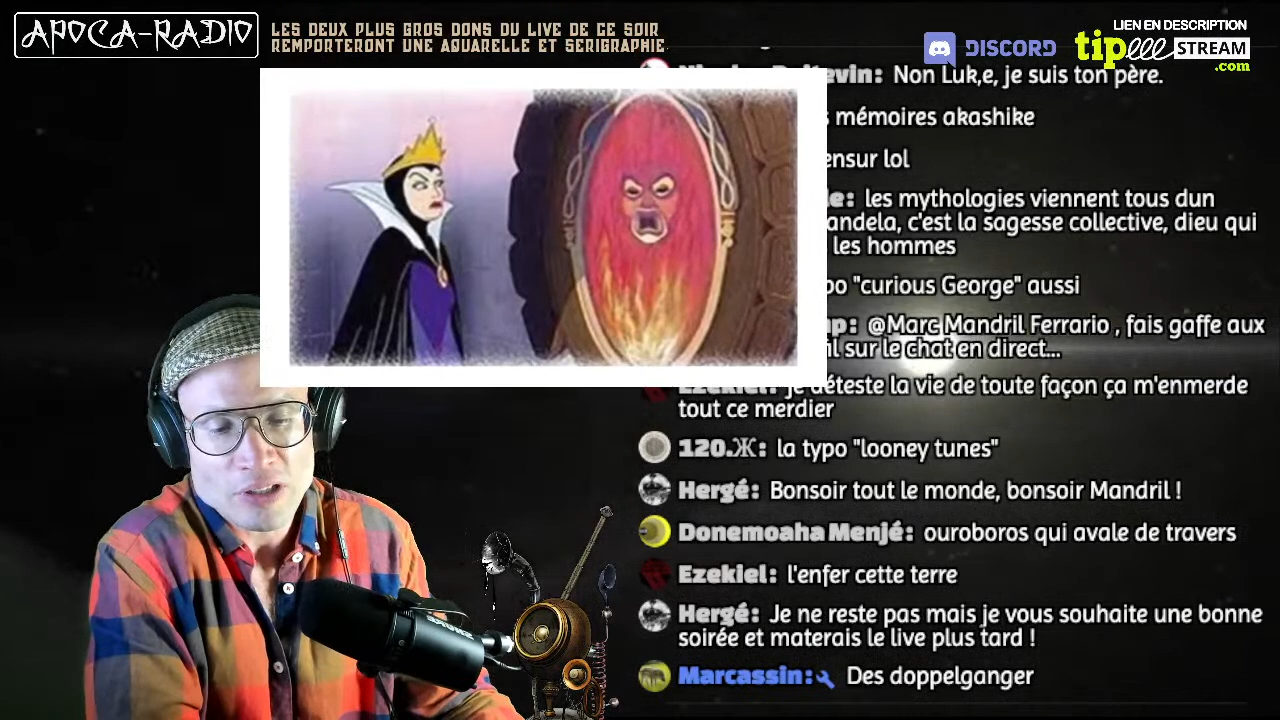 APOCA-RADIO
LES DEUX PLUS GROS DONS DU LIVE DE CE SOIR
REMPORTERONT UNE AQUARELLE ET SERIGRAPHIE
LIEN EN DESCRIPTION
DISCORD
tipeee STREAM
.com
Non Luk,e, je suis ton père.
mémoires akashike
lol
les mythologies viennent tous dun
c'est la sagesse collective, dieu qui
les hommes
"curious George" aussi
@Marc Mandril Ferrario , fais gaffe aux
sur le chat en direct...
Ezekiel: je déteste la vie de toute façon ça m'enmerde
tout ce merdier
120.Ж: la typo "looney tunes"
Hergé: Bonsoir tout le monde, bonsoir Mandril !
Donemoaha Menjé: ouroboros qui avale de travers
Ezekiel: l'enfer cette terre
Hergé: Je ne reste pas mais je vous souhaite une bonne
soirée et materais le live plus tard !
Marcassin: Des doppelganger